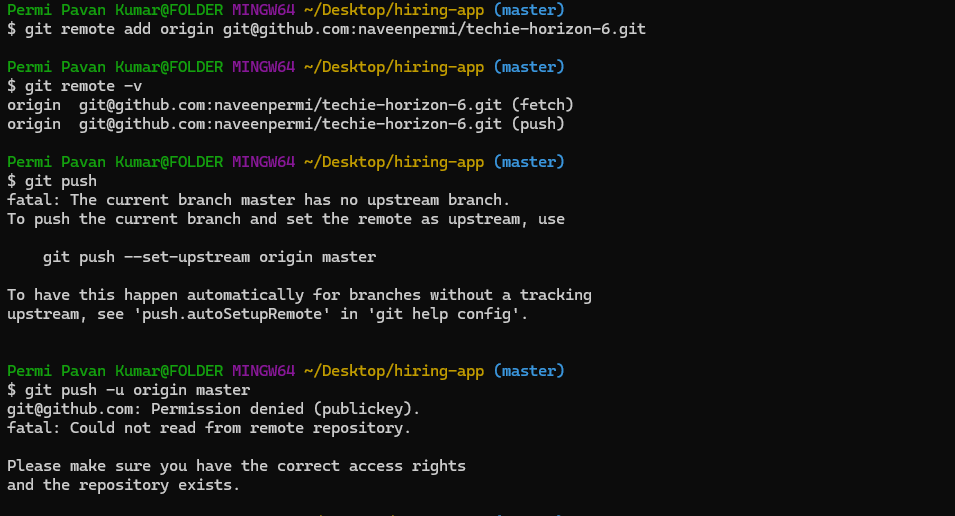 Permi Pavan Kumar@FOLDER MINGW64 ~/Desktop/hiring-app (master)
$ git remote add origin git@github.com:naveenpermi/techie-horizon-6.git
Permi Pavan Kumar@FOLDER MINGW64 ~/Desktop/hiring-app (master)
$ git remote -v
origin  git@github.com:naveenpermi/techie-horizon-6.git (fetch)
origin  git@github.com:naveenpermi/techie-horizon-6.git (push)
Permi Pavan Kumar@FOLDER MINGW64 ~/Desktop/hiring-app (master)
$ git push
fatal: The current branch master has no upstream branch.
To push the current branch and set the remote as upstream, use
    git push --set-upstream origin master
To have this happen automatically for branches without a tracking
upstream, see 'push.autoSetupRemote' in 'git help config'.
Permi Pavan Kumar@FOLDER MINGW64 ~/Desktop/hiring-app (master)
$ git push -u origin master
git@github.com: Permission denied (publickey).
fatal: Could not read from remote repository.
Please make sure you have the correct access rights
and the repository exists.